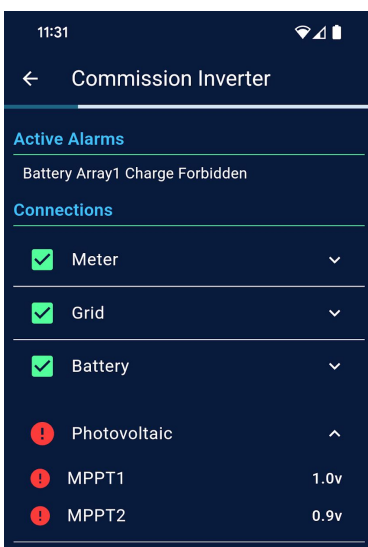 11:31
Commission Inverter
Active Alarms
Battery Array1 Charge Forbidden
Connections
Meter
Grid
Battery
Photovoltaic
MPPT1 1.0v
MPPT2 0.9v